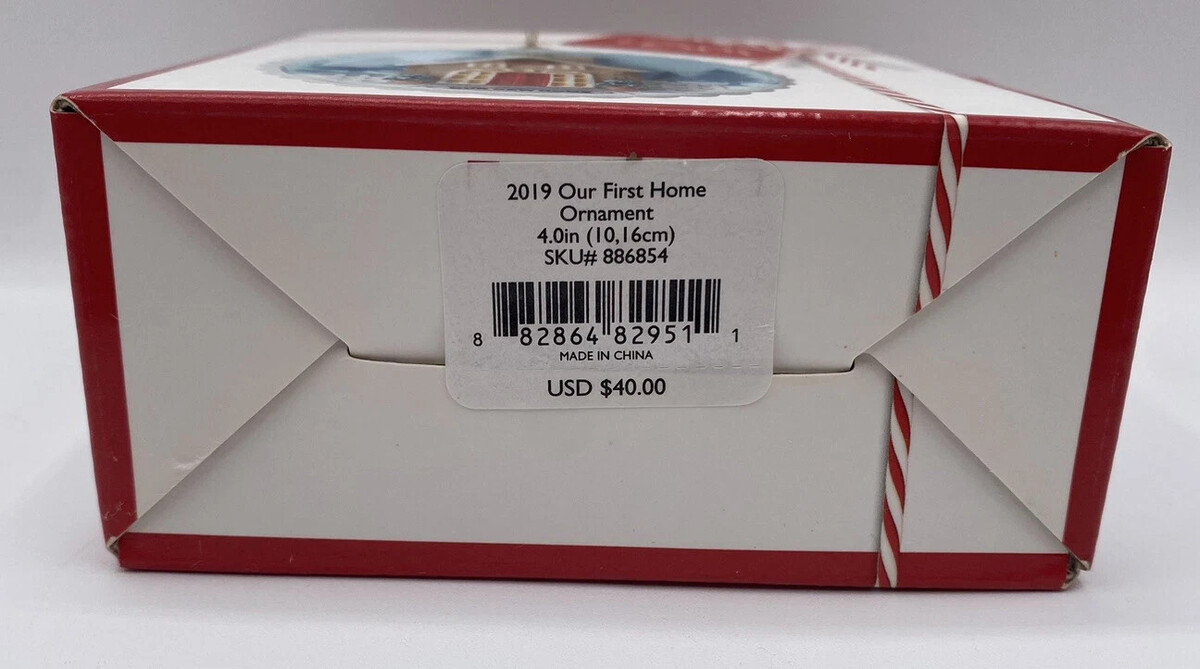 2019 Our First Home
Ornament
4.0in (10,16cm)
SKU# 886854
8 82864 82951 1
MADE IN CHINA
USD $40.00